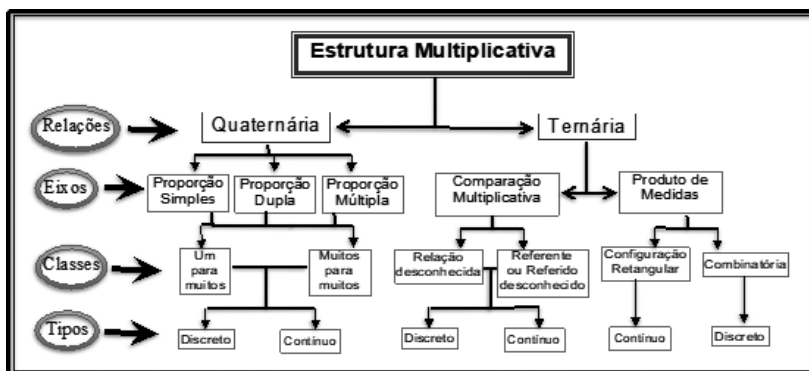 Estrutura Multiplicativa
Relações
Quaternária
Ternária
Eixos
Proporção
Simples
Proporção
Dupla
Proporção
Múltipla
Comparação
Multiplicativa
Produto de
Medidas
Classes
Um
para
muitos
Muitos
para
muitos
Relação
desconhecida
Referente
ou Referido
desconhecido
Configuração
Retangular
Combinatória
Tipos
Discreto
Contínuo
Discreto
Contínuo
Contínuo
Discreto